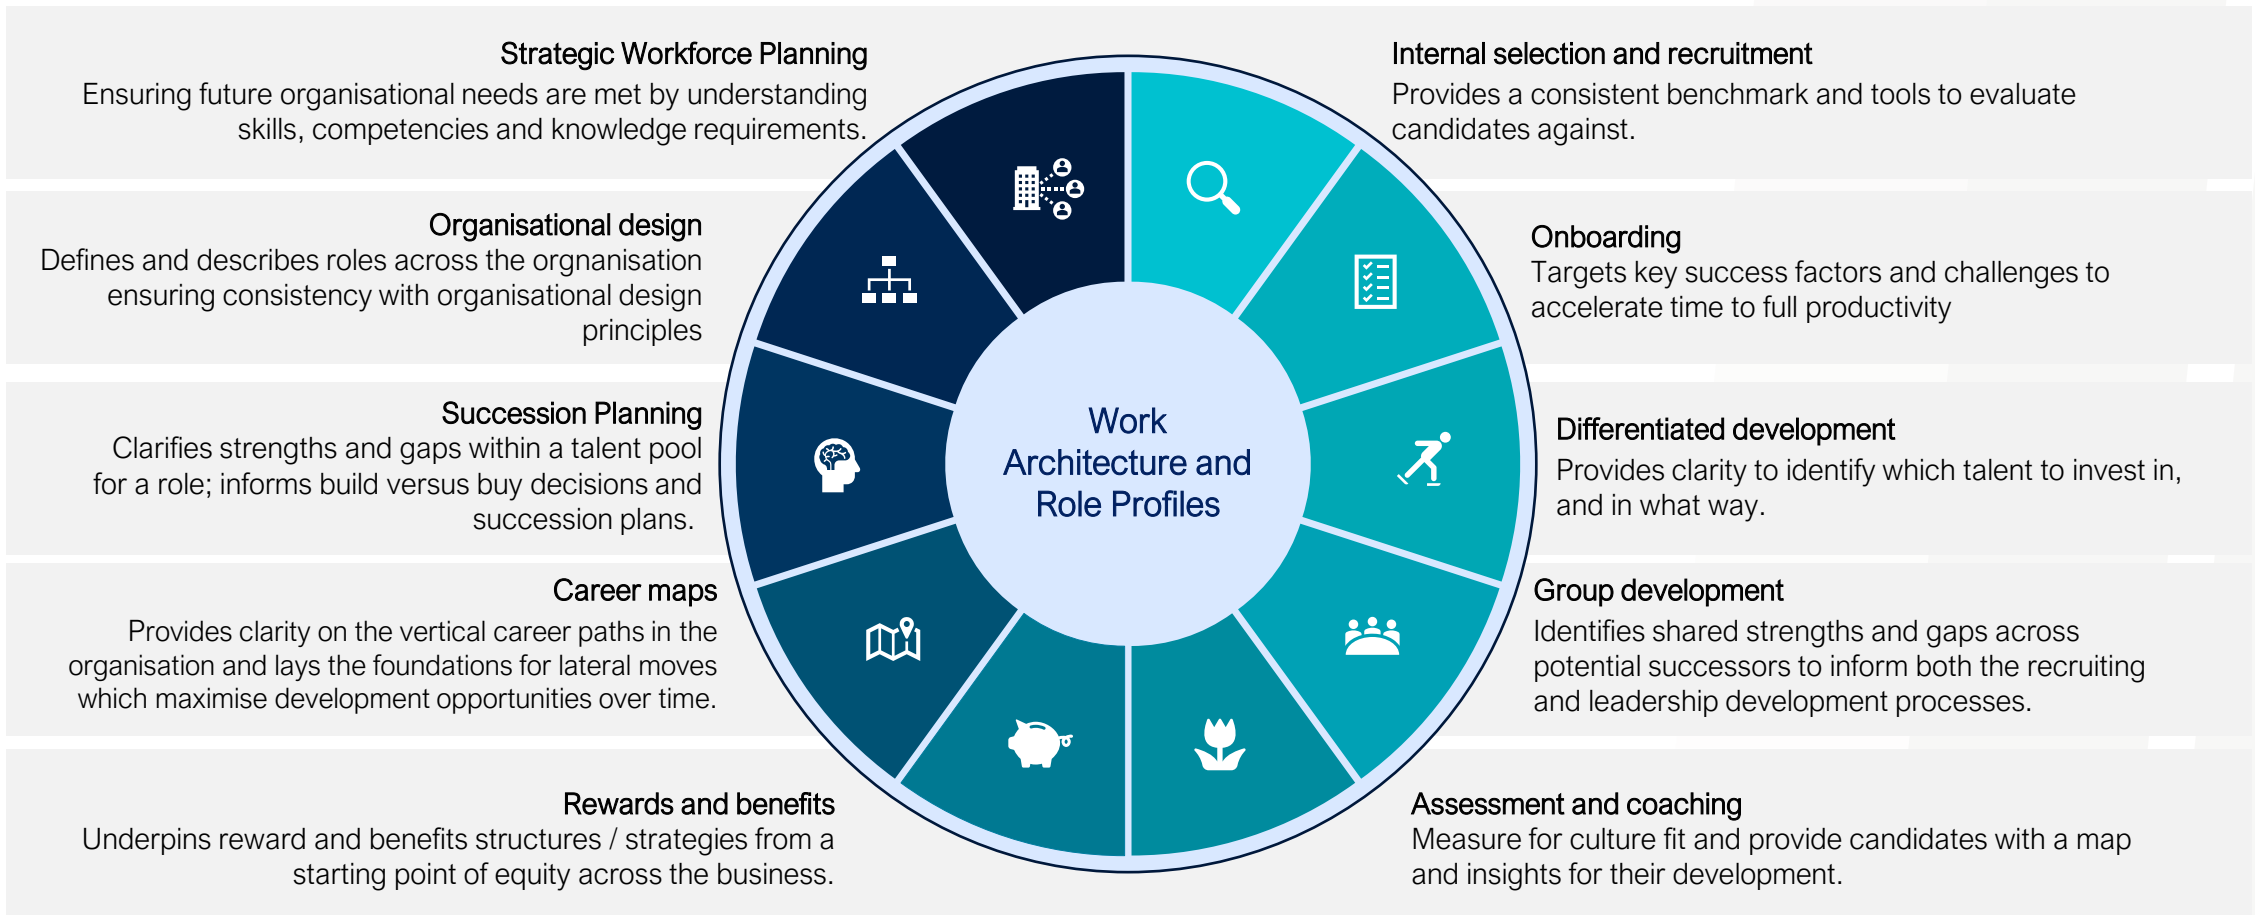 Strategic Workforce Planning
Ensuring future organisational needs are met by understanding
skills, competencies and knowledge requirements.
Organisational design
Defines and describes roles across the orgnanisation
ensuring consistency with organisational design
principles
Succession Planning
Clarifies strengths and gaps within a talent pool
for a role; informs build versus buy decisions and
succession plans.
Career maps
Provides clarity on the vertical career paths in the
organisation and lays the foundations for lateral moves
which maximise development opportunities over time.
Rewards and benefits
Underpins reward and benefits structures / strategies from a
starting point of equity across the business.
Work
Architecture and
Role Profiles
Internal selection and recruitment
Provides a consistent benchmark and tools to evaluate
candidates against.
Onboarding
Targets key success factors and challenges to
accelerate time to full productivity
Differentiated development
Provides clarity to identify which talent to invest in,
and in what way.
Group development
Identifies shared strengths and gaps across
potential successors to inform both the recruiting
and leadership development processes.
Assessment and coaching
Measure for culture fit and provide candidates with a map
and insights for their development.